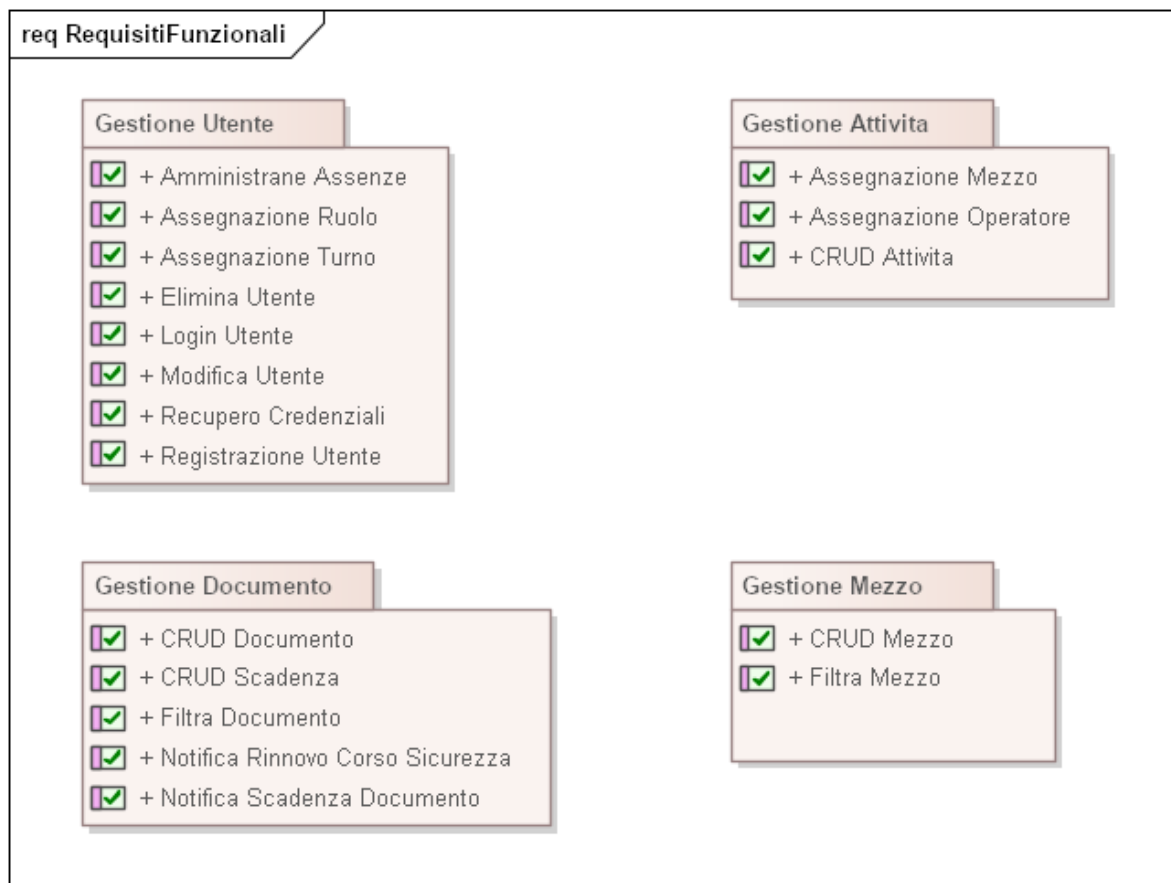 req RequisitiFunzionali
Gestione Utente
+ Amministrane Assenze
+ Assegnazione Ruolo
+ Assegnazione Turno
+ Elimina Utente
+ Login Utente
+ Modifica Utente
+ Recupero Credenziali
+ Registrazione Utente
Gestione Attivita
+ Assegnazione Mezzo
+ Assegnazione Operatore
+ CRUD Attivita
Gestione Documento
+ CRUD Documento
+ CRUD Scadenza
+ Filtra Documento
+ Notifica Rinnovo Corso Sicurezza
+ Notifica Scadenza Documento
Gestione Mezzo
+ CRUD Mezzo
+ Filtra Mezzo